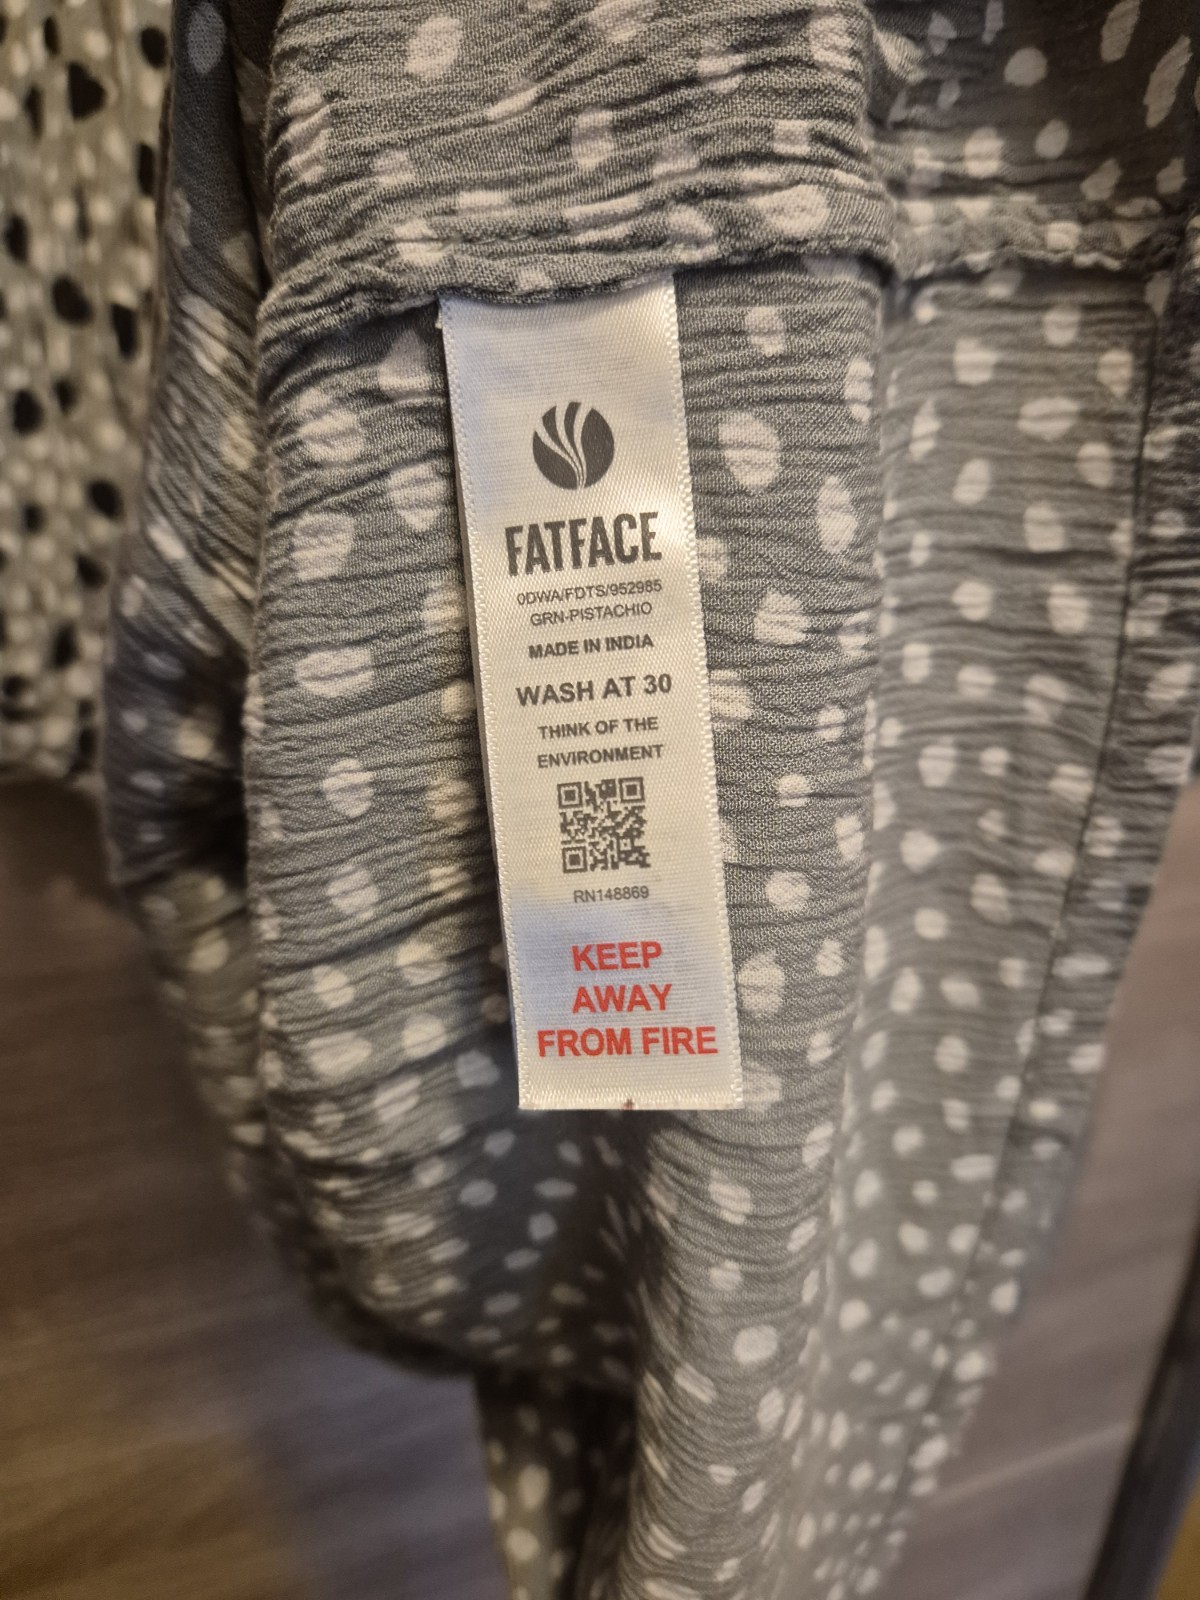 FATFACE
0DWA/FDTS/952985
GRN-PISTACHIO
MADE IN INDIA
WASH AT 30
THINK OF THE
ENVIRONMENT
RN148869
KEEP
AWAY
FROM FIRE